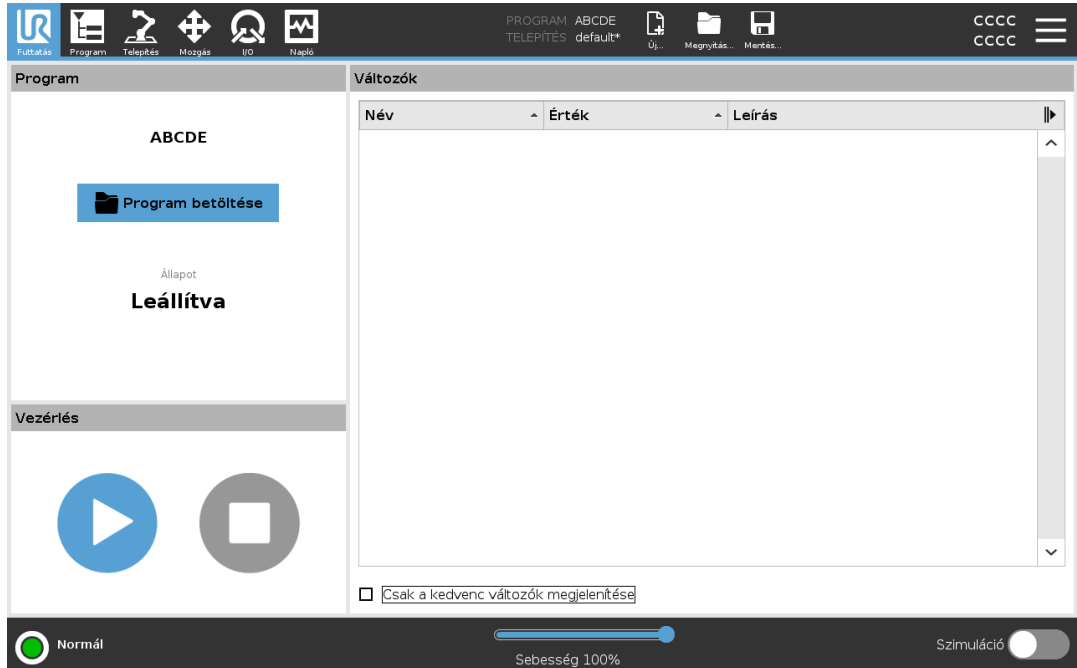 UR
Futtatás
Program
Telepítés
Mozgás
I/O
Napló
PROGRAM ABCDE
TELEPÍTÉS default*
Új...
Megnyitás...
Mentés...
CCCC
CCCC
Program
ABCDE
Program betöltése
Állapot
Leállítva
Vezérlés
Változók
Név
Érték
Leírás
Csak a kedvenc változók megjelenítése
Normál
Sebesség 100%
Szimuláció